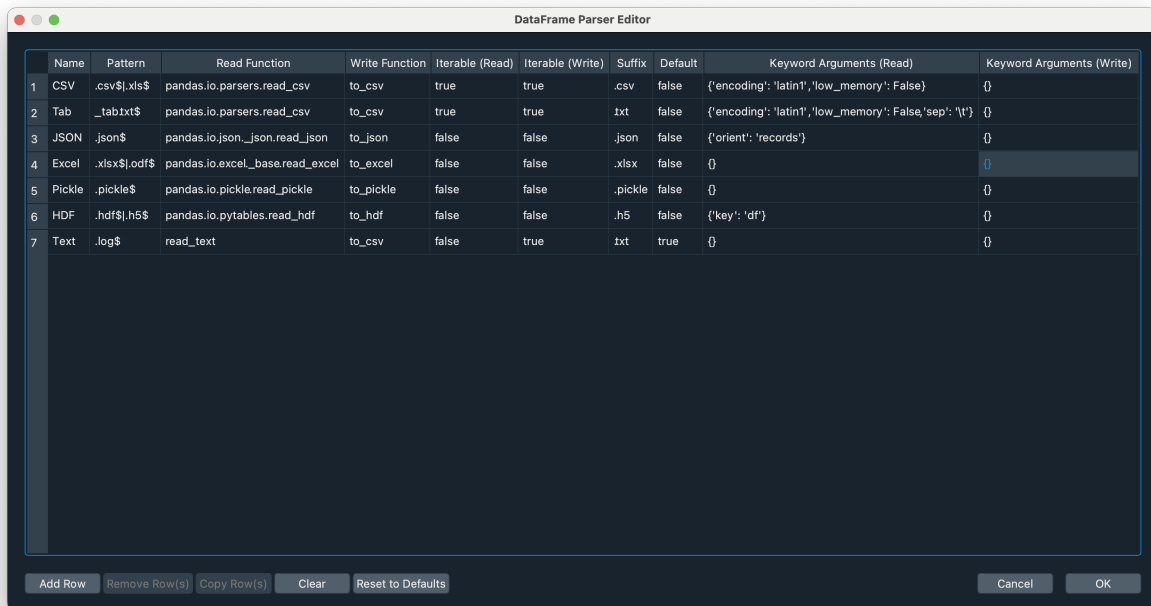 DataFrame Parser Editor
Name Pattern Read Function Write Function Iterable (Read) Iterable (Write) Suffix Default Keyword Arguments (Read) Keyword Arguments (Write)
1 CSV .csv$|.xls$ pandas.io.parsers.read_csv to_csv true true .csv false {'encoding': 'latin1','low_memory': False} {}
2 Tab _tab.txt$ pandas.io.parsers.read_csv to_csv true true .txt false {'encoding': 'latin1','low_memory': False,'sep': '\t'} {}
3 JSON .json$ pandas.io.json._json.read_json to_json false false .json false {'orient': 'records'} {}
4 Excel .xlsx$|.odf$ pandas.io.excel._base.read_excel to_excel false false .xlsx false {} {}
5 Pickle .pickle$ pandas.io.pickle.read_pickle to_pickle false false .pickle false {} {}
6 HDF .hdf$|.h5$ pandas.io.pytables.read_hdf to_hdf false false .h5 false {'key': 'df'} {}
7 Text .log$ read_text to_csv false true .txt true {} {}
Add Row Remove Row(s) Copy Row(s) Clear Reset to Defaults Cancel OK